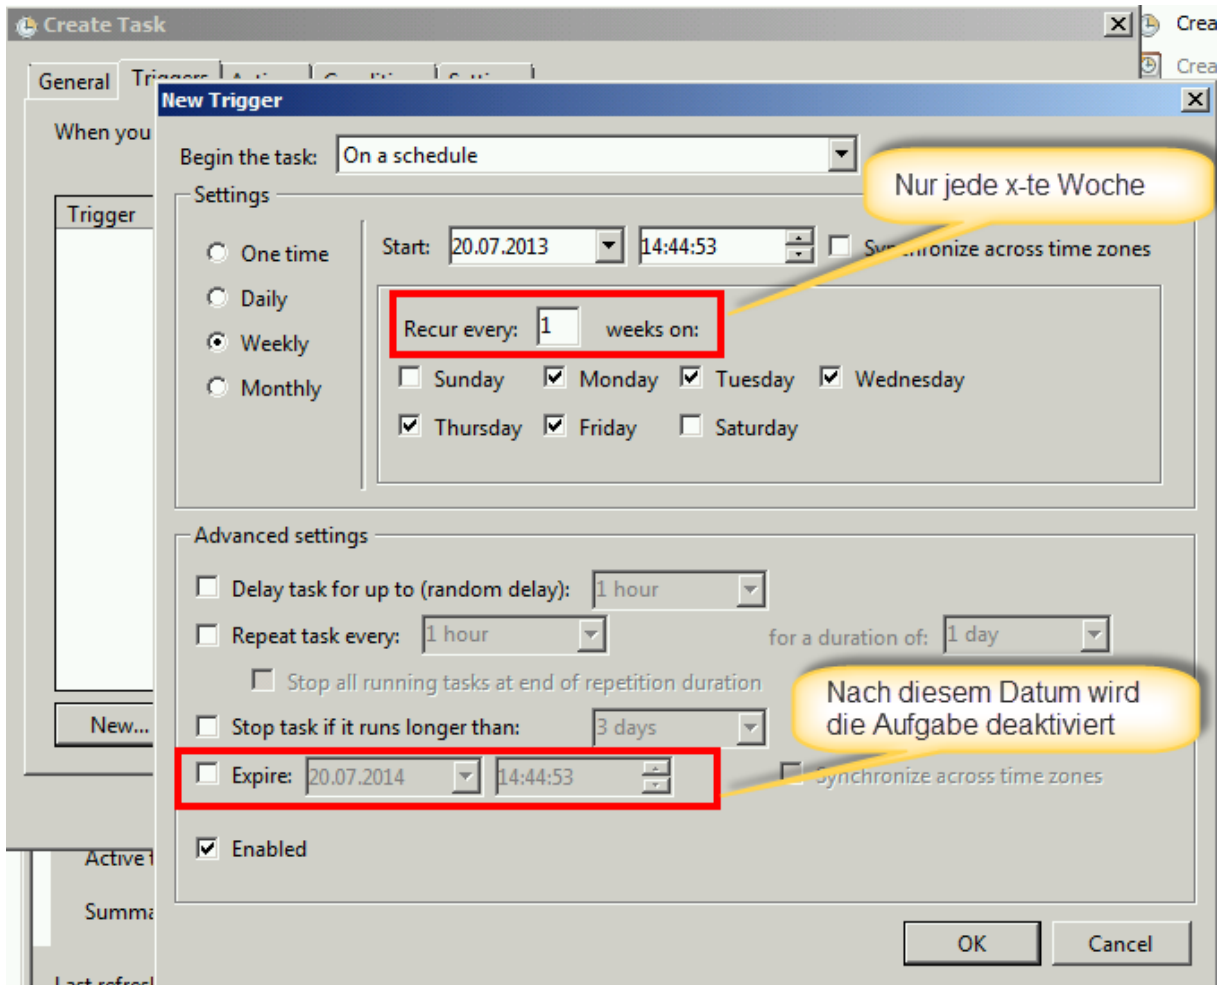 Create Task
Crea
Crea
General
New Trigger
When you
Begin the task: On a schedule
Nur jede x-te Woche
Settings
Trigger
Start: 20.07.2013 14:44:53 Synchronize across time zones
One time
Daily
Weekly
Monthly
Recur every: 1 weeks on:
Sunday Monday Tuesday Wednesday
Thursday Friday Saturday
Advanced settings
Delay task for up to (random delay): 1 hour
Repeat task every: 1 hour for a duration of: 1 day
Stop all running tasks at end of repetition duration
Nach diesem Datum wird
die Aufgabe deaktiviert
New...
Stop task if it runs longer than: 3 days
Expire: 20.07.2014 14:44:53 Synchronize across time zones
Enabled
Active t
Summa
OK Cancel